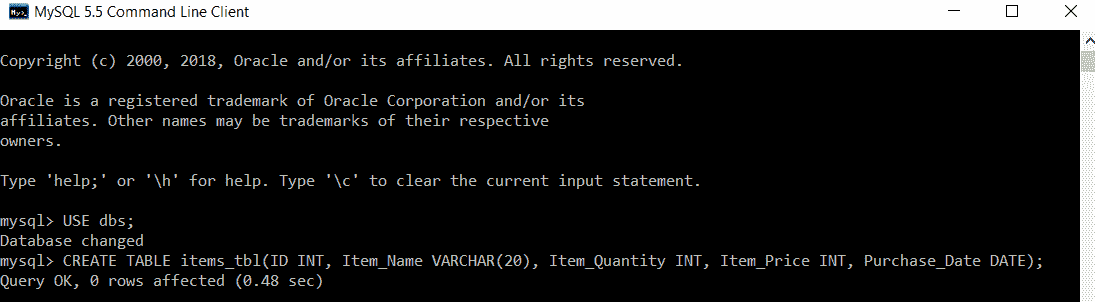 MySQL 5.5 Command Line Client
Copyright (c) 2000, 2018, Oracle and/or its affiliates. All rights reserved.
Oracle is a registered trademark of Oracle Corporation and/or its
affiliates. Other names may be trademarks of their respective
owners.
Type 'help;' or '\h' for help. Type '\c' to clear the current input statement.
mysql> USE dbs;
Database changed
mysql> CREATE TABLE items_tbl(ID INT, Item_Name VARCHAR(20), Item_Quantity INT, Item_Price INT, Purchase_Date DATE);
Query OK, 0 rows affected (0.48 sec)